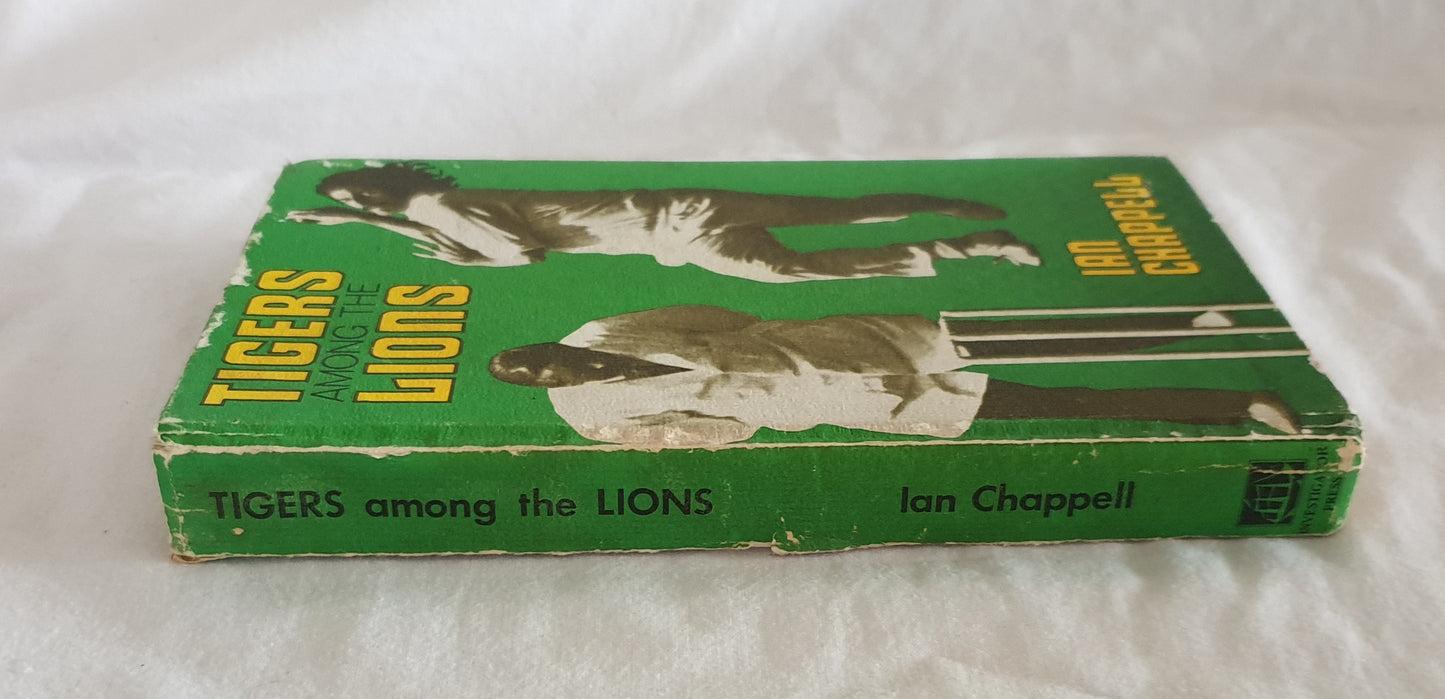 TIGERS
AMONG THE
LIONS
IAN
CHAPPELL
TIGERS among the LIONS
Ian Chappell
INVESTIGATOR
PRESS